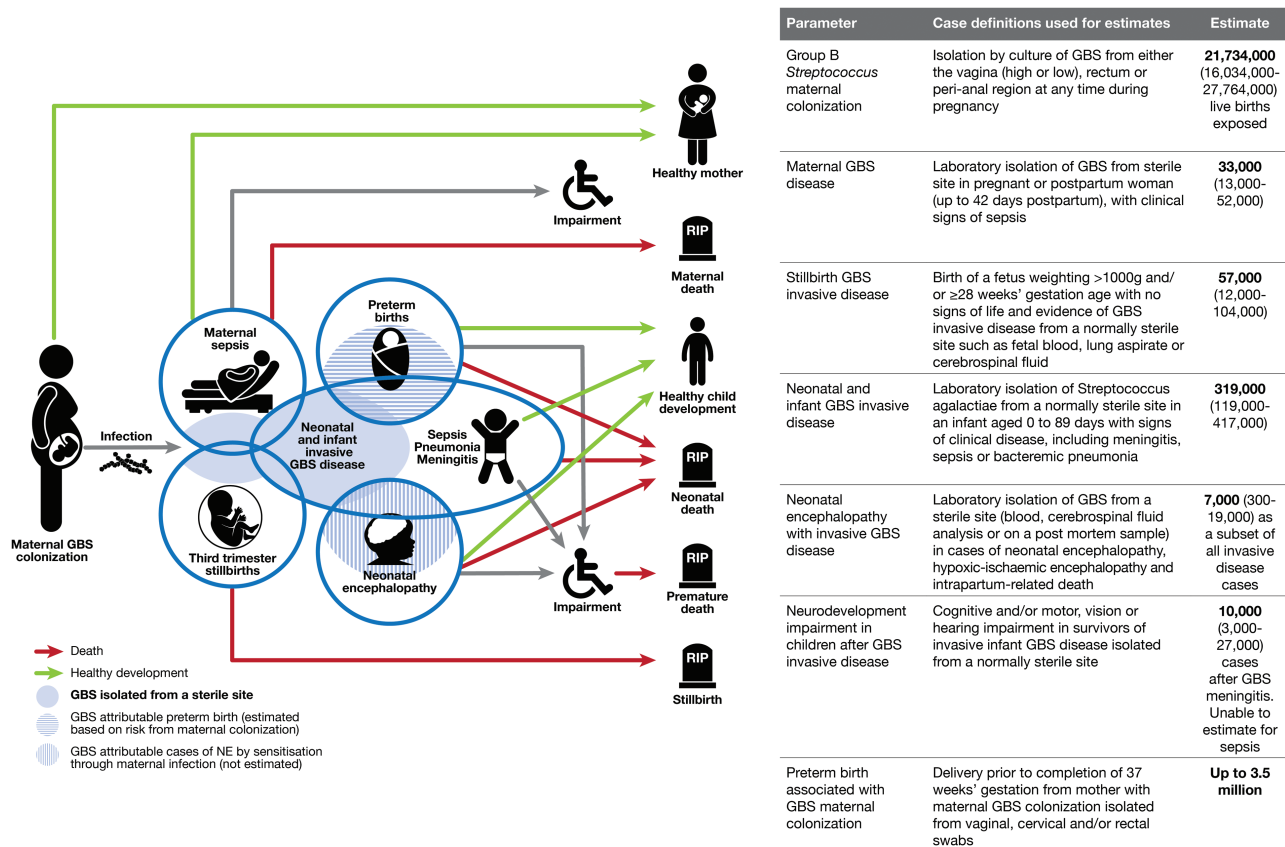 Healthy mother
Impairment
RIP
Maternal
death
Preterm
births
Maternal
sepsis
Healthy child
development
Neonatal
and infant
invasive
GBS disease
Sepsis
Pneumonia
Meningitis
Infection
RIP
Neonatal
death
Maternal GBS
colonization
Third trimester
stillbirths
Neonatal
encephalopathy
Impairment
RIP
Premature
death
RIP
Stillbirth
Death
Healthy development
GBS isolated from a sterile site
GBS attributable preterm birth (estimated
based on risk from maternal colonization)
GBS attributable cases of NE by sensitisation
through maternal infection (not estimated)
Parameter
Case definitions used for estimates
Estimate
Group B
Streptococcus
maternal
colonization
Isolation by culture of GBS from either
the vagina (high or low), rectum or
peri-anal region at any time during
pregnancy
21,734,000
(16,034,000-
27,764,000)
live births
exposed
Maternal GBS
disease
Laboratory isolation of GBS from sterile
site in pregnant or postpartum woman
(up to 42 days postpartum), with clinical
signs of sepsis
33,000
(13,000-
52,000)
Stillbirth GBS
invasive disease
Birth of a fetus weighting >1000g and/
or ≥28 weeks' gestation age with no
signs of life and evidence of GBS
invasive disease from a normally sterile
site such as fetal blood, lung aspirate or
cerebrospinal fluid
57,000
(12,000-
104,000)
Neonatal and
infant GBS invasive
disease
Laboratory isolation of Streptococcus
agalactiae from a normally sterile site in
an infant aged 0 to 89 days with signs
of clinical disease, including meningitis,
sepsis or bacteremic pneumonia
319,000
(119,000-
417,000)
Neonatal
encephalopathy
with invasive GBS
disease
Laboratory isolation of GBS from a
sterile site (blood, cerebrospinal fluid
analysis or on a post mortem sample)
in cases of neonatal encephalopathy,
hypoxic-ischaemic encephalopathy and
intrapartum-related death
7,000 (300-
19,000) as
a subset of
all invasive
disease
cases
Neurodevelopment
impairment in
children after GBS
invasive disease
Cognitive and/or motor, vision or
hearing impairment in survivors of
invasive infant GBS disease isolated
from a normally sterile site
10,000
(3,000-
27,000)
cases
after GBS
meningitis.
Unable to
estimate for
sepsis
Preterm birth
associated with
GBS maternal
colonization
Delivery prior to completion of 37
weeks' gestation from mother with
maternal GBS colonization isolated
from vaginal, cervical and/or rectal
swabs
Up to 3.5
million